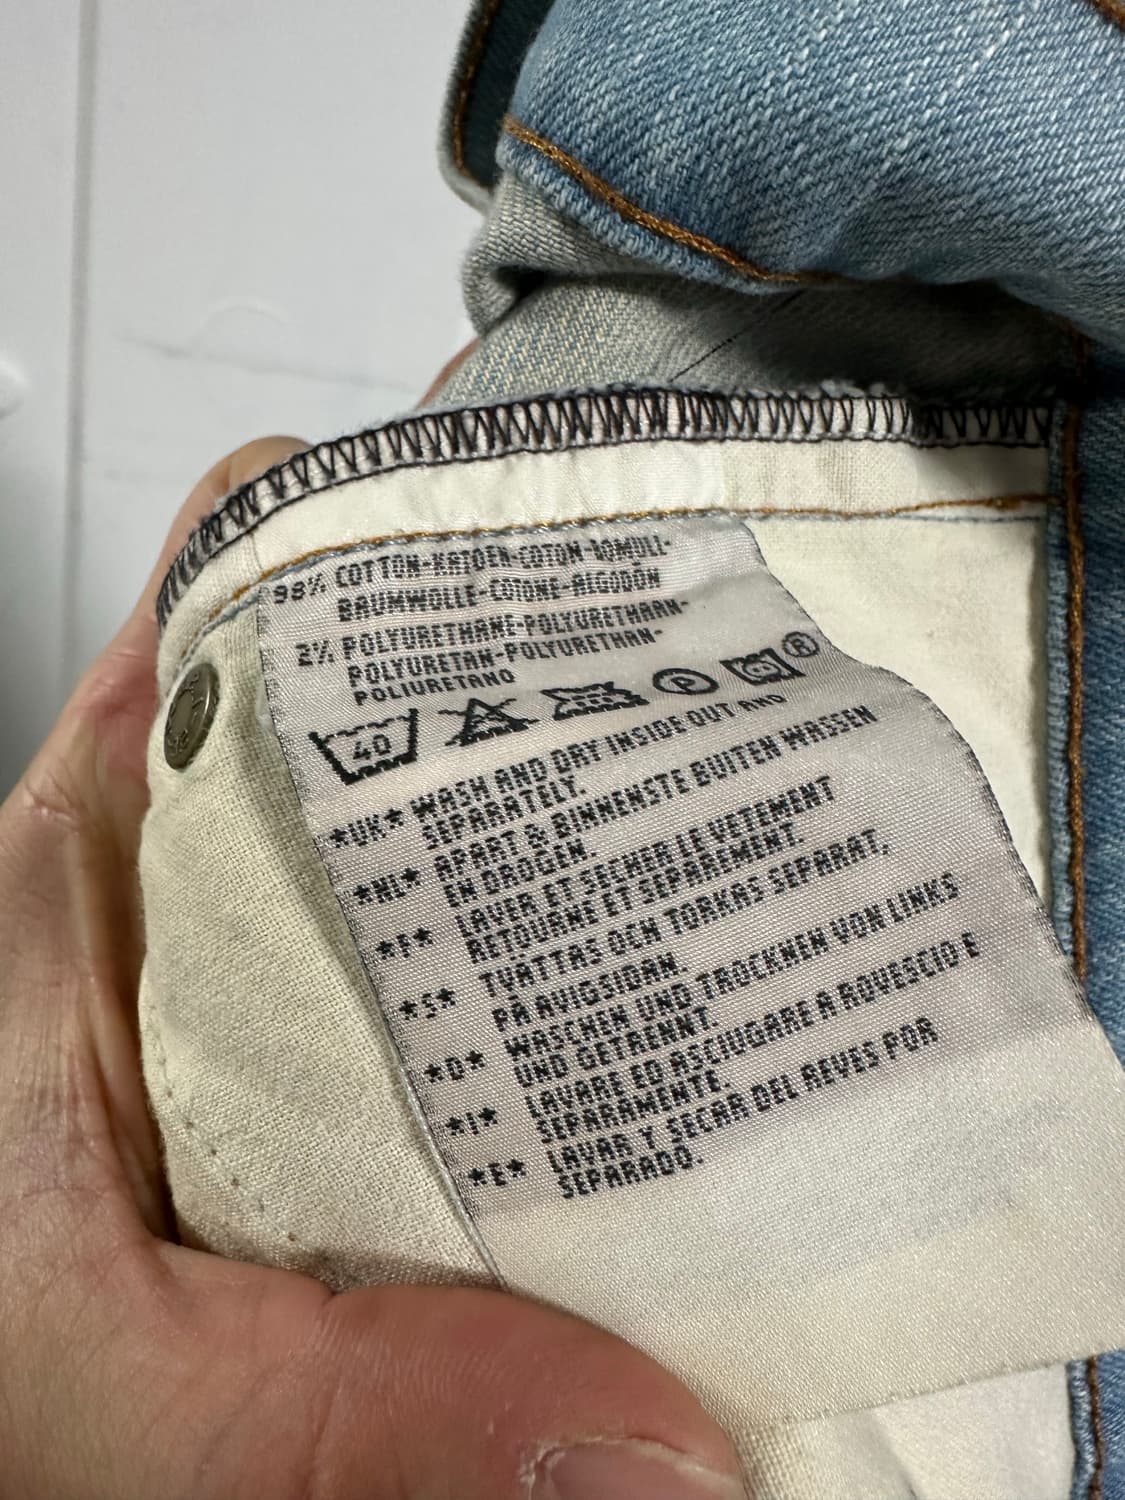 98% COTTON-KATOEN-COTON-BOMULL-
BAUMWOLLE-COTONE-ALGODÓN
2% POLYURETHANE-POLYURETHAAN-
POLYURETAN-POLYURETHAN-
POLIURETANO
40 P ®
*UK* WASH AND DRY INSIDE OUT AND
SEPARATELY.
*NL* APART & BINNENSTE BUITEN WASSEN
EN DROGEN.
*F* LAVER ET SECHER LE VETEMENT
RETOURNE ET SEPAREMENT.
*S* TVATTAS OCH TORKAS SEPARAT,
PÅ AVIGSIDAN.
*D* WASCHEN UND TROCKNEN VON LINKS
UND GETRENNT.
*I* LAVARE ED ASCIUGARE A ROVESCIO E
SEPARAMENTE.
*E* LAVAR Y SECAR DEL REVES POR
SEPARADO.